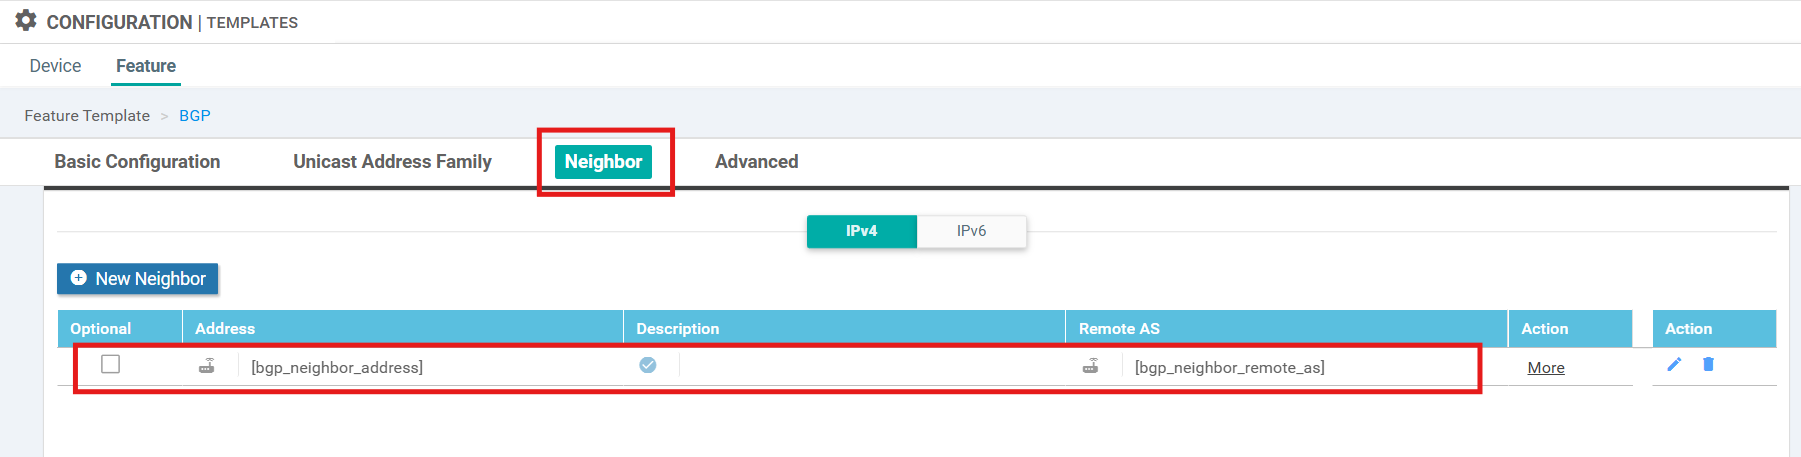 CONFIGURATION | TEMPLATES
Device Feature
Feature Template > BGP
Basic Configuration Unicast Address Family Neighbor Advanced
IPv4 IPv6
New Neighbor
Optional Address Description Remote AS Action Action
[bgp_neighbor_address] [bgp_neighbor_remote_as] More